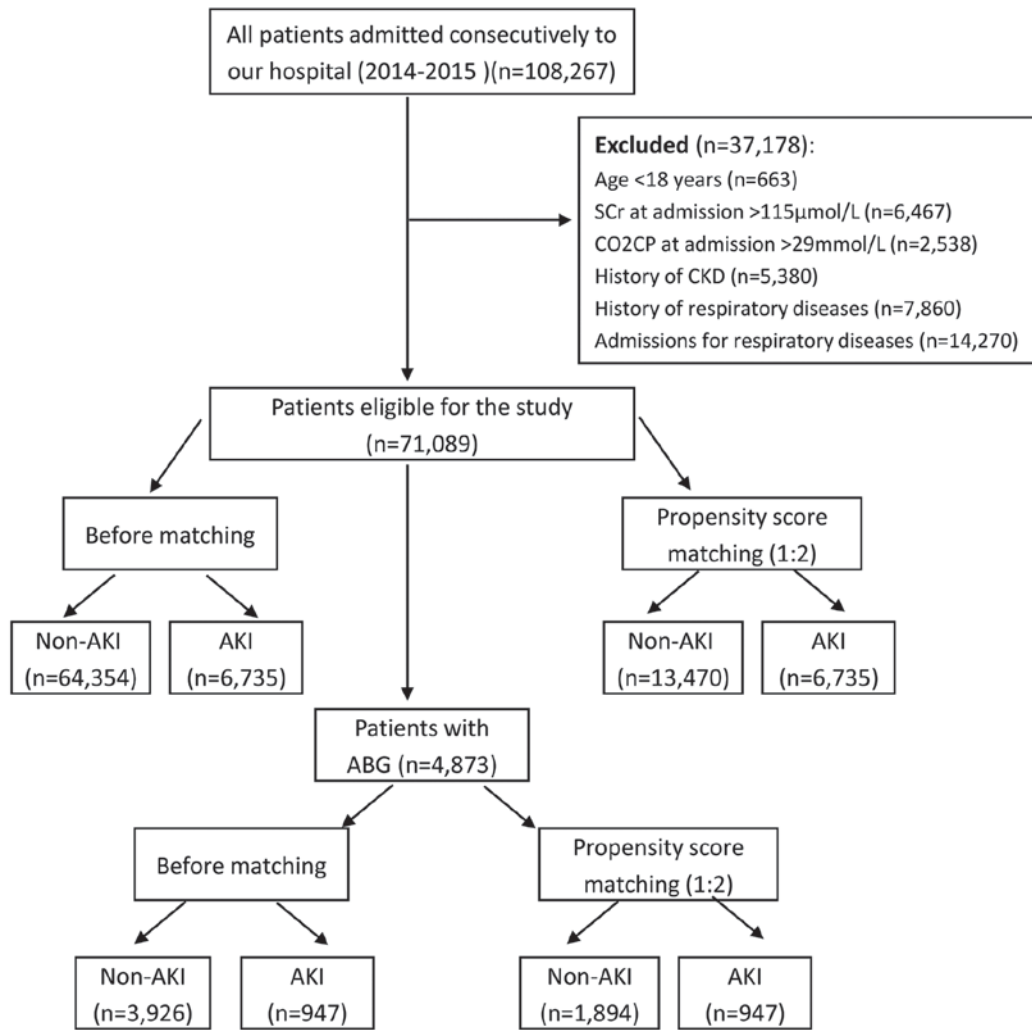 All patients admitted consecutively to
our hospital (2014-2015 )(n=108,267)
Excluded (n=37,178):
Age <18 years (n=663)
SCr at admission >115μmol/L (n=6,467)
CO2CP at admission >29mmol/L (n=2,538)
History of CKD (n=5,380)
History of respiratory diseases (n=7,860)
Admissions for respiratory diseases (n=14,270)
Patients eligible for the study
(n=71,089)
Before matching
Propensity score
matching (1:2)
Non-AKI
(n=64,354)
AKI
(n=6,735)
Non-AKI
(n=13,470)
AKI
(n=6,735)
Patients with
ABG (n=4,873)
Before matching
Propensity score
matching (1:2)
Non-AKI
(n=3,926)
AKI
(n=947)
Non-AKI
(n=1,894)
AKI
(n=947)